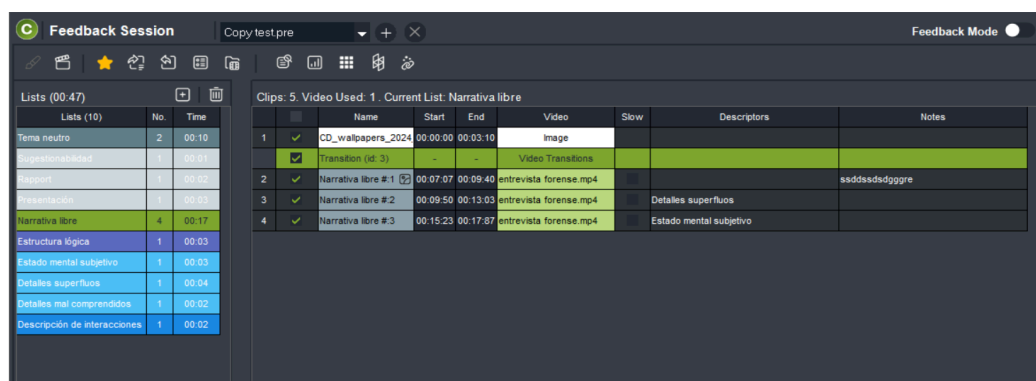 C Feedback Session Copy test.pre Feedback Mode
Lists (00:47)
Lists (10) No. Time
Tema neutro 2 00:10
Sugestionabilidad 1 00:01
Rapport 1 00:02
Presentación 1 00:03
Narrativa libre 4 00:17
Estructura lógica 1 00:03
Estado mental subjetivo 1 00:03
Detalles superfluos 1 00:04
Detalles mal comprendidos 1 00:02
Descripción de interacciones 1 00:02
Clips: 5. Video Used: 1 . Current List: Narrativa libre
Name Start End Video Slow Descriptors Notes
1 CD_wallpapers_2024 00:00:00 00:03:10 Image
Transition (id: 3) - - Video Transitions
2 Narrativa libre #:1 00:07:07 00:09:40 entrevista forense.mp4 ssddssdsdgggre
3 Narrativa libre #:2 00:09:50 00:13:03 entrevista forense.mp4 Detalles superfluos
4 Narrativa libre #:3 00:15:23 00:17:87 entrevista forense.mp4 Estado mental subjetivo